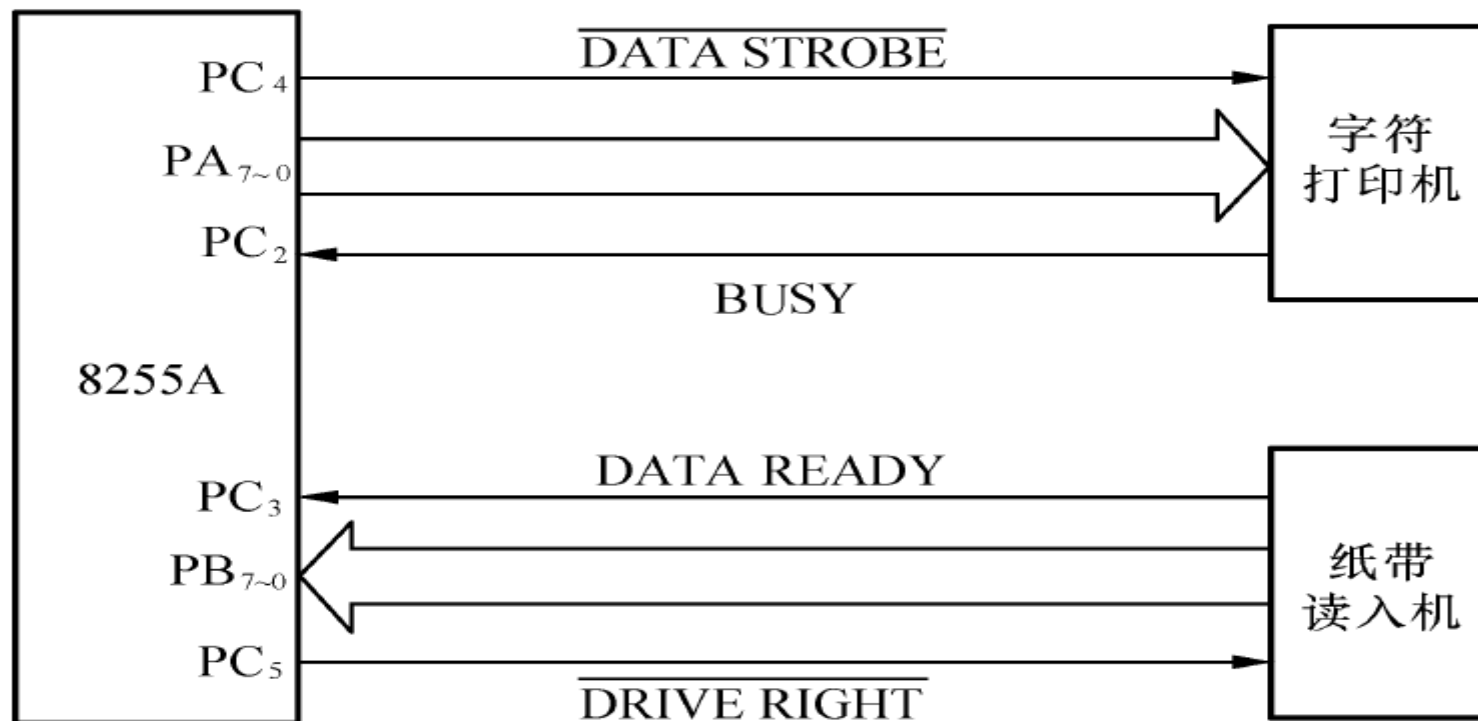 DATA STROBE
PC4
PA7~0
字符
打印机
PC2
BUSY
8255A
DATA READY
PC3
PB7~0
纸带
读入机
PC5
DRIVE RIGHT